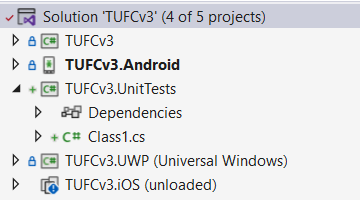 Solution 'TUFCv3' (4 of 5 projects)
C# TUFCv3
TUFCv3.Android
C# TUFCv3.UnitTests
Dependencies
C# Class1.cs
C# TUFCv3.UWP (Universal Windows)
TUFCv3.iOS (unloaded)